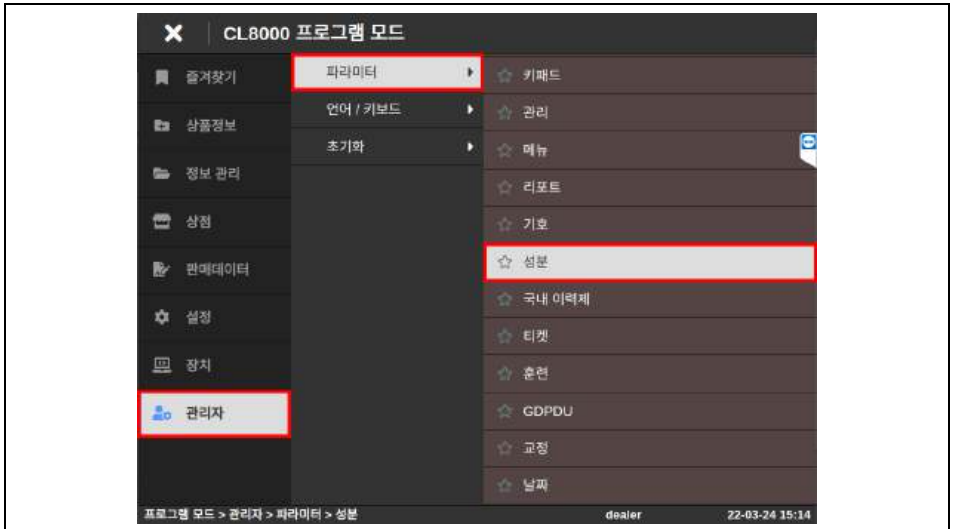 CL8000 프로그램 모드
즐겨찾기
상품정보
정보 관리
상점
판매데이터
설정
장치
관리자
파라미터
언어 / 키보드
초기화
키패드
관리
메뉴
리포트
기호
성분
국내 이력제
티켓
훈련
GDPDU
교정
날짜
프로그램 모드 > 관리자 > 파라미터 > 성분
dealer
22-03-24 15:14